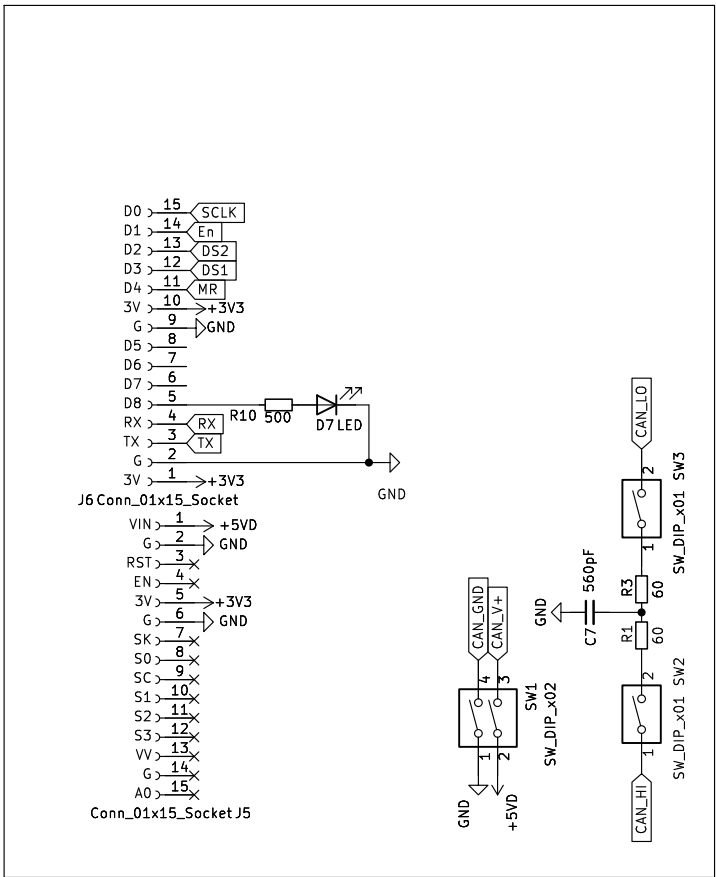 D0 15 SCLK
D1 14 En
D2 13 DS2
D3 12 DS1
D4 11 MR
3V 10 +3V3
G 9 GND
D5 8
D6 7
D7 6
D8 5
R10 500 D7 LED
RX 4 RX
TX 3 TX
G 2
3V 1 +3V3
GND
J6 Conn_01x15_Socket
VIN 1 +5VD
G 2 GND
RST 3
EN 4
3V 5 +3V3
G 6 GND
SK 7
S0 8
SC 9
S1 10
S2 11
S3 12
VV 13
G 14
A0 15
Conn_01x15_Socket J5
CAN_GND
CAN_V+
4
3
SW1
SW_DIP_x02
1
2
GND
+5VD
CAN_LO
2
SW3
SW_DIP_x01
1
R3
60
560pF
GND
C7
R1
60
2
SW2
SW_DIP_x01
1
CAN_HI